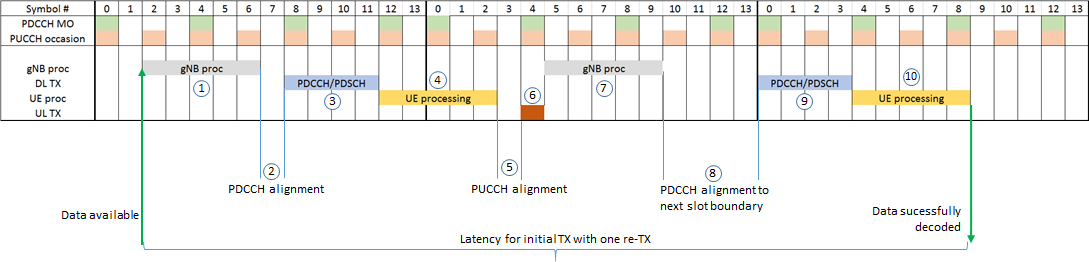 Symbol # 0 1 2 3 4 5 6 7 8 9 10 11 12 13 0 1 2 3 4 5 6 7 8 9 10 11 12 13 0 1 2 3 4 5 6 7 8 9 10 11 12 13
PDCCH MO
PUCCH occasion
gNB proc gNB proc gNB proc
DL TX 1 PDCCH/PDSCH 4 7 PDCCH/PDSCH 10
UE proc 3 UE processing 6 9 UE processing
UL TX
2 5 8
PDCCH alignment PUCCH alignment PDCCH alignment to
next slot boundary
Data available Data sucessfully
decoded
Latency for initial TX with one re-TX